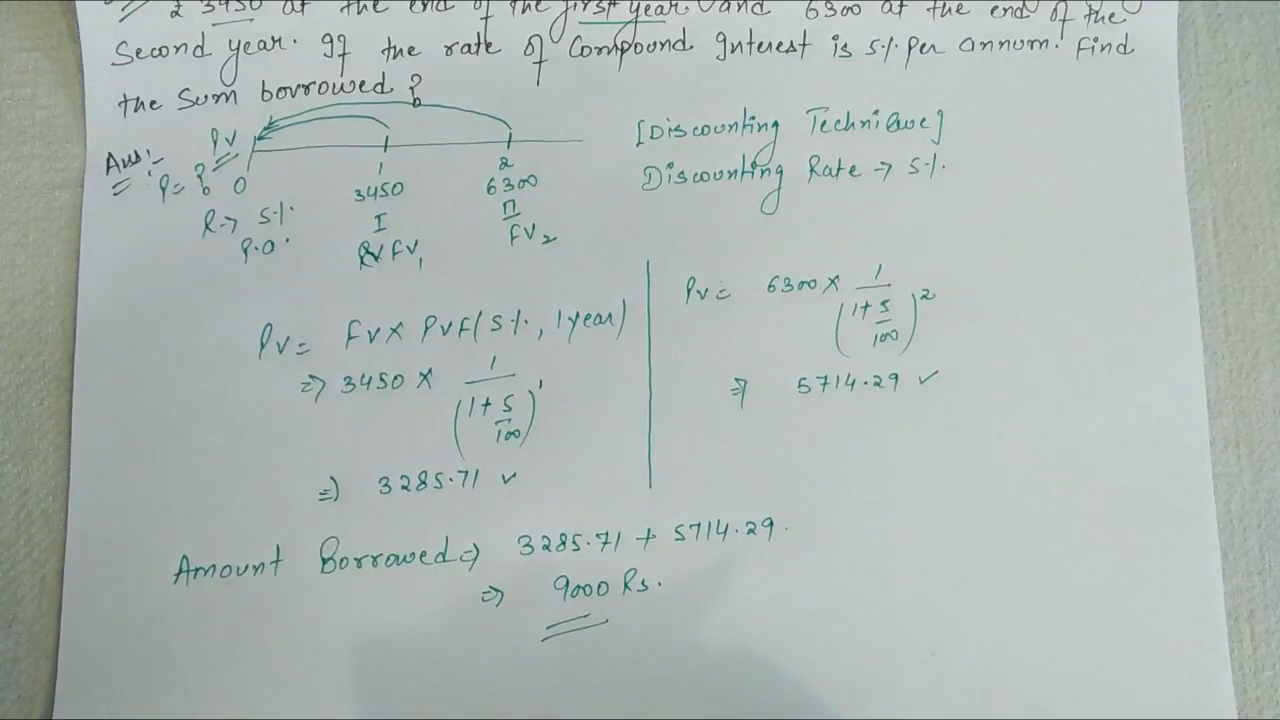 ₹ 3450 at the end of the first year and 6300 at the end of the
Second year. If the rate of Compound Interest is 5% per annum. Find
the Sum borrowed?
Ans:-
PV
P = ? 0
1
3450
I
FV1
2
6300
II
FV2
R → 5%
P.a.
[Discounting Technique]
Discounting Rate → 5%.
PV = FV × PVF(5%, 1 year)
⇒ 3450 × 1/(1+5/100)^1
⇒ 3285.71 ✓
PV = 6300 × 1/(1+5/100)^2
⇒ 5714.29 ✓
Amount Borrowed ⇒ 3285.71 + 5714.29.
⇒ 9000 Rs.